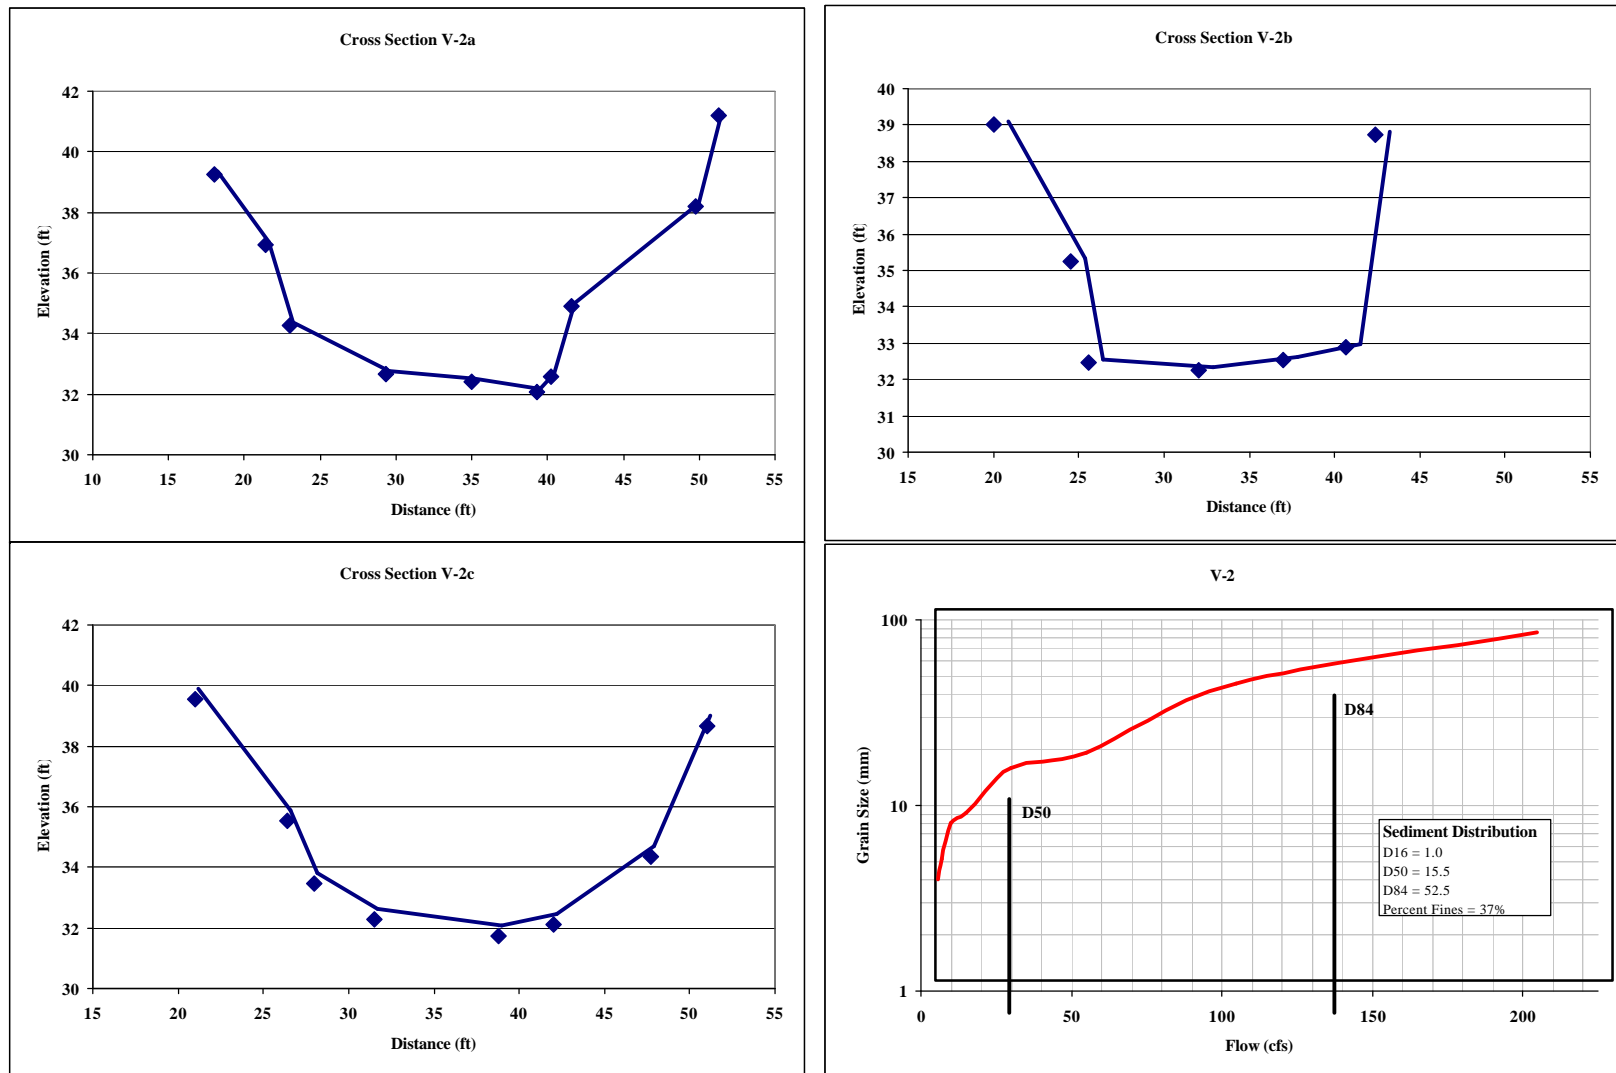 Cross Section V-2a
42
40
38
36
34
32
30
Elevation (ft)
10 15 20 25 30 35 40 45 50 55
Distance (ft)
Cross Section V-2b
40
39
38
37
36
35
34
33
32
31
30
Elevation (ft)
15 20 25 30 35 40 45 50 55
Distance (ft)
Cross Section V-2c
42
40
38
36
34
32
30
Elevation (ft)
15 20 25 30 35 40 45 50 55
Distance (ft)
V-2
100
10
1
Grain Size (mm)
D84
D50
Sediment Distribution
D16 = 1.0
D50 = 15.5
D84 = 52.5
Percent Fines = 37%
0 50 100 150 200
Flow (cfs)